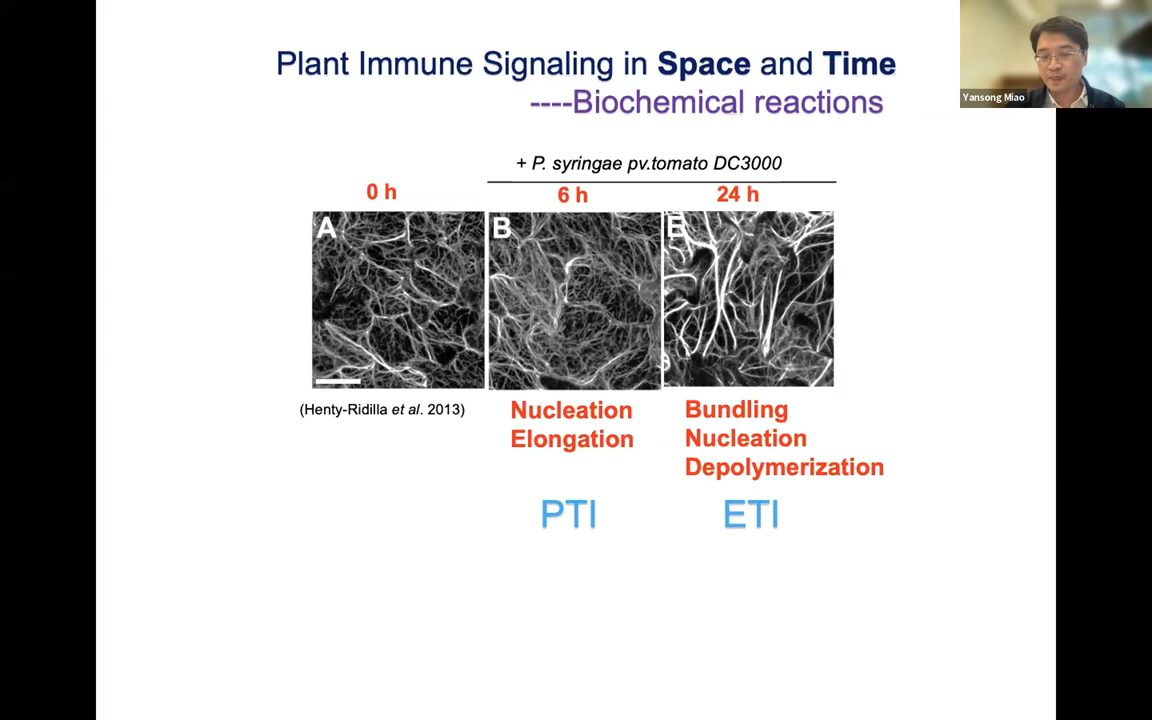 Plant Immune Signaling in Space and Time
----Biochemical reactions
Yansong Miao
+ P. syringae pv.tomato DC3000
0 h
6 h
24 h
A
B
E
(Henty-Ridilla et al. 2013)
Nucleation
Elongation
Bundling
Nucleation
Depolymerization
PTI
ETI